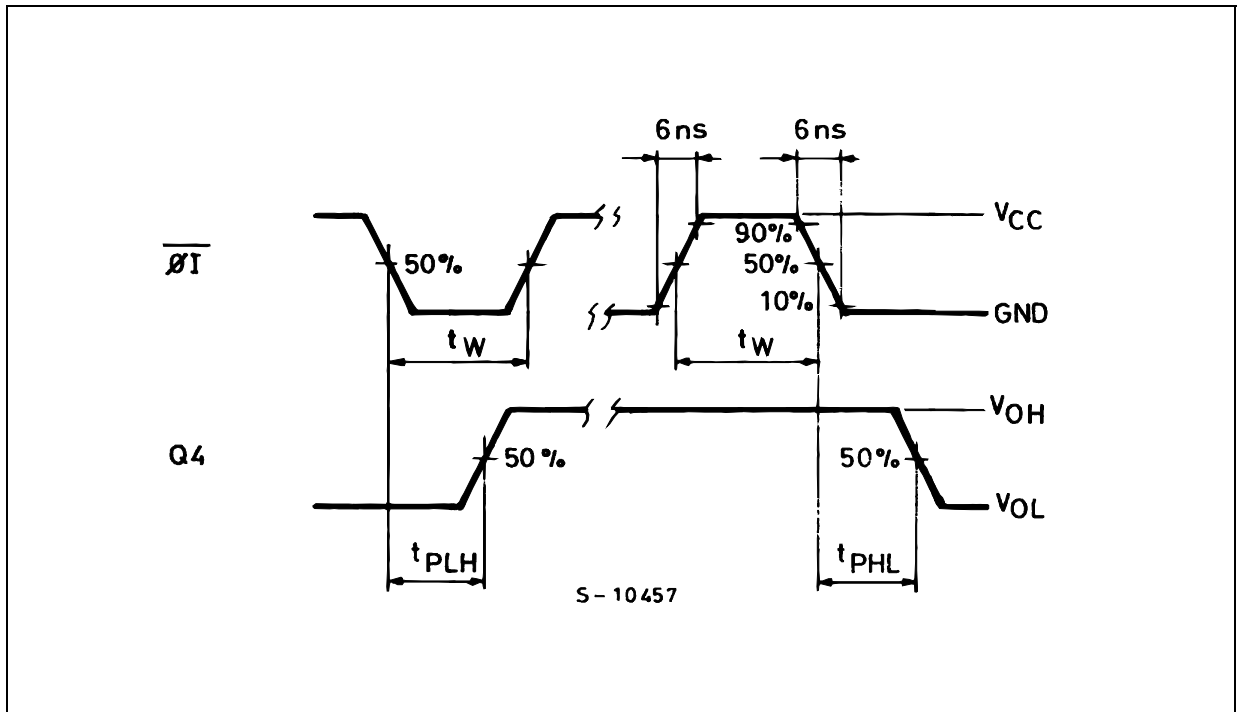 6ns 6ns
VCC
90%
ØI 50% 50%
10%
GND
tW tW
VOH
Q4 50% 50%
VOL
tPLH tPHL
S-10457